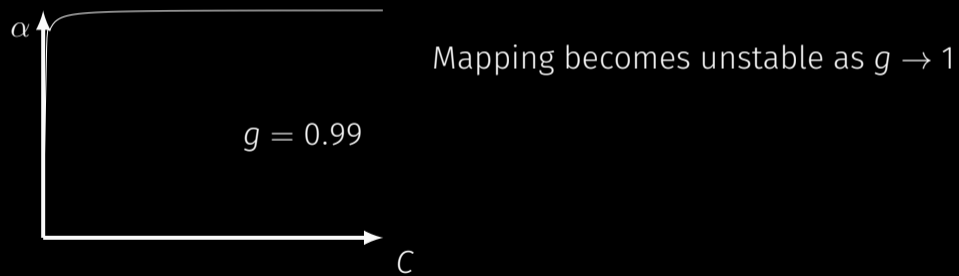 α
Mapping becomes unstable as g → 1
g = 0.99
C